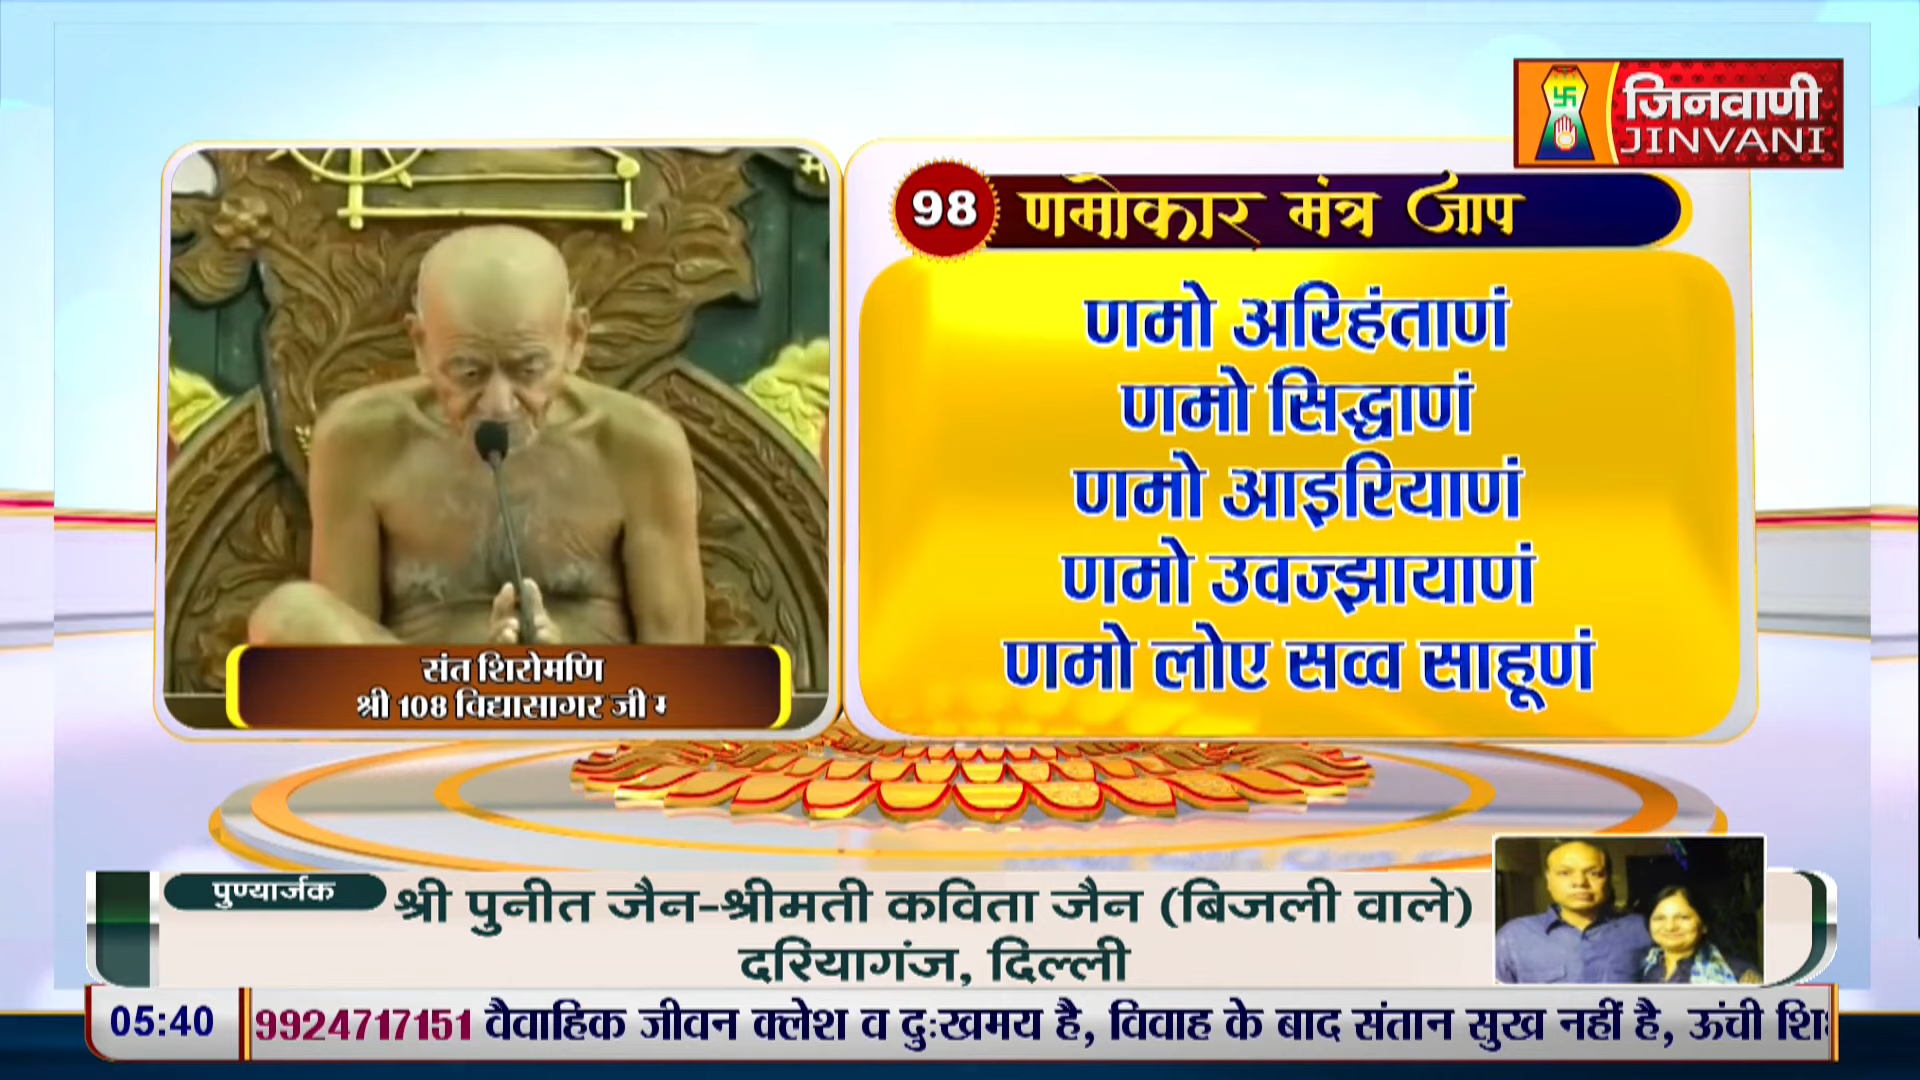 जिनवाणी
JINVANI
98 णमोकार मंत्र जाप
णमो अरिहंताणं
णमो सिद्धाणं
णमो आइरियाणं
णमो उवज्झायाणं
णमो लोए सव्व साहूणं
संत शिरोमणि
श्री 108 विद्यासागर जी
पुण्यार्जक
श्री पुनीत जैन-श्रीमती कविता जैन (बिजली वाले)
दरियागंज, दिल्ली
05:40
9924717151 वैवाहिक जीवन क्लेश व दुःखमय है, विवाह के बाद संतान सुख नहीं है, ऊंची